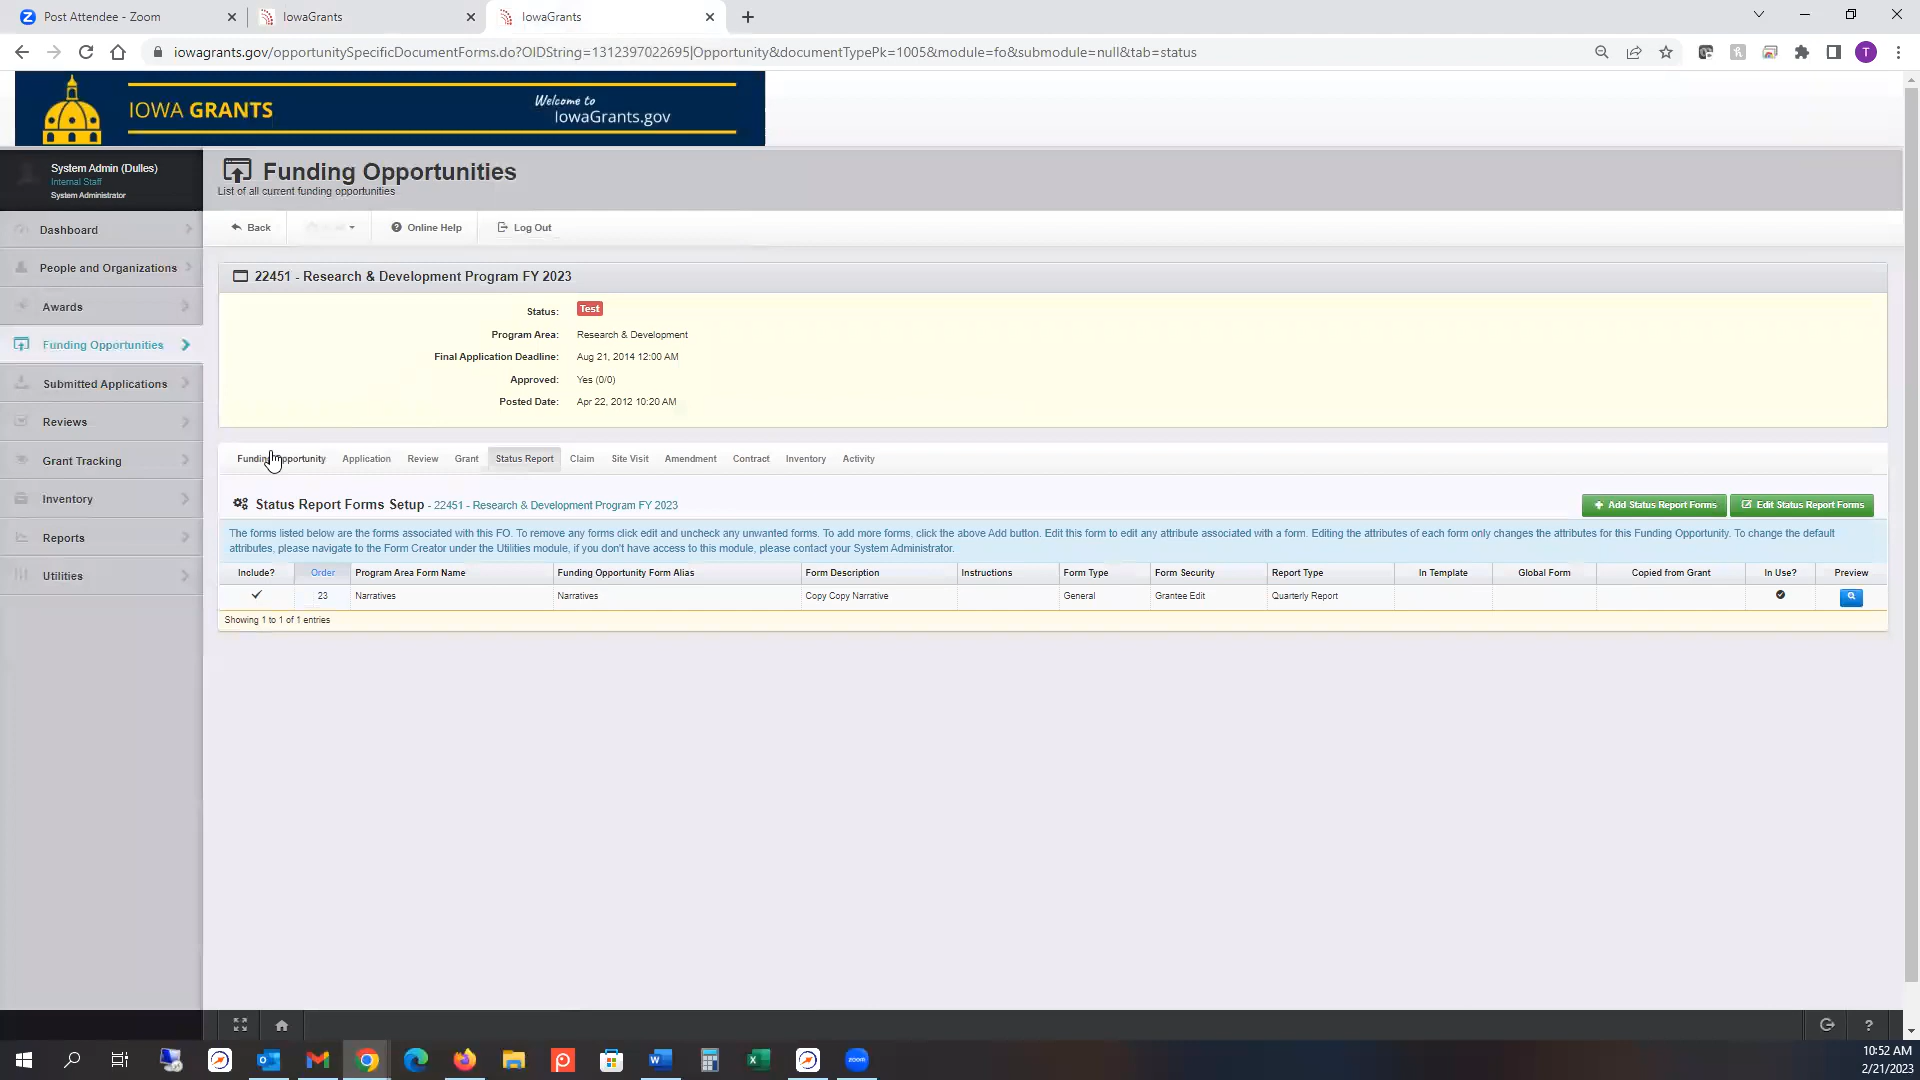 Post Attendee - Zoom
IowaGrants
IowaGrants
iowagrants.gov/opportunitySpecificDocumentForms.do?OIDString=1312397022695|Opportunity&documentTypePk=1005&module=fo&submodule=null&tab=status
T
IOWA GRANTS
Welcome to
IowaGrants.gov
System Admin (Dulles)
Internal Staff
System Administrator
Funding Opportunities
List of all current funding opportunities
Back
Online Help
Log Out
Dashboard
People and Organizations
Awards
Funding Opportunities
Submitted Applications
Reviews
Grant Tracking
Inventory
Reports
Utilities
22451 - Research & Development Program FY 2023
Status: Test
Program Area: Research & Development
Final Application Deadline: Aug 21, 2014 12:00 AM
Approved: Yes (0/0)
Posted Date: Apr 22, 2012 10:20 AM
Funding Opportunity Application Review Grant Status Report Claim Site Visit Amendment Contract Inventory Activity
Status Report Forms Setup - 22451 - Research & Development Program FY 2023
Add Status Report Forms
Edit Status Report Forms
The forms listed below are the forms associated with this FO. To remove any forms click edit and uncheck any unwanted forms. To add more forms, click the above Add button. Edit this form to edit any attribute associated with a form. Editing the attributes of each form only changes the attributes for this Funding Opportunity. To change the default
attributes, please navigate to the Form Creator under the Utilities module, if you don't have access to this module, please contact your System Administrator.
Include? Order Program Area Form Name Funding Opportunity Form Alias Form Description Instructions Form Type Form Security Report Type In Template Global Form Copied from Grant In Use? Preview
23 Narratives Narratives Copy Copy Narrative General Grantee Edit Quarterly Report
Showing 1 to 1 of 1 entries
zoom
10:52 AM
2/21/2023